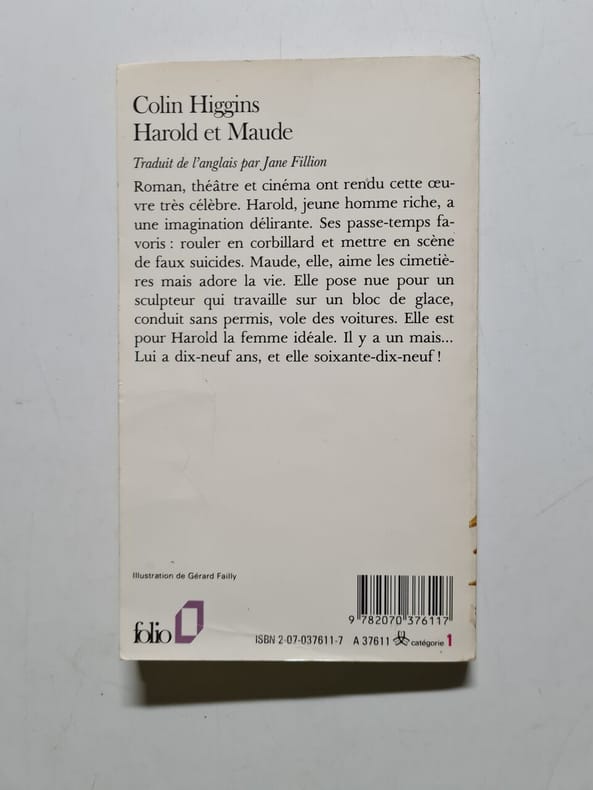 Colin Higgins
Harold et Maude
Traduit de l'anglais par Jane Fillion
Roman, théâtre et cinéma ont rendu cette œu-
vre très célèbre. Harold, jeune homme riche, a
une imagination délirante. Ses passe-temps fa-
voris : rouler en corbillard et mettre en scène
de faux suicides. Maude, elle, aime les cimetiè-
res mais adore la vie. Elle pose nue pour un
sculpteur qui travaille sur un bloc de glace,
conduit sans permis, vole des voitures. Elle est
pour Harold la femme idéale. Il y a un mais...
Lui a dix-neuf ans, et elle soixante-dix-neuf !
Illustration de Gérard Failly
9 782070 376117
folio
ISBN 2-07-037611-7 A 37611 catégorie 1